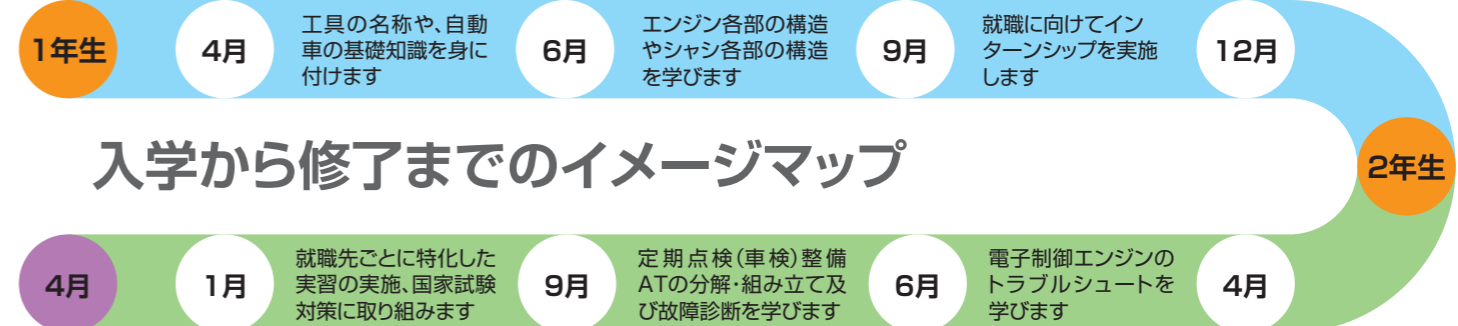 1年生
4月
工具の名称や、自動
車の基礎知識を身に
付けます
6月
エンジン各部の構造
やシャシ各部の構造
を学びます
9月
就職に向けてイン
ターンシップを実施
します
12月
入学から修了までのイメージマップ
2年生
4月
電子制御エンジンの
トラブルシュートを
学びます
6月
定期点検(車検)整備
ATの分解・組み立て及
び故障診断を学びます
9月
就職先ごとに特化した
実習の実施、国家試験
対策に取り組みます
1月
4月